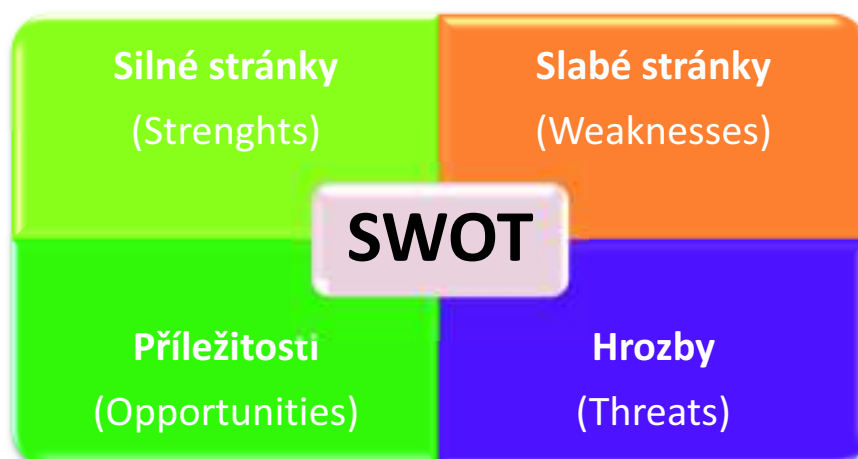 Silné stránky
(Strenghts)
Slabé stránky
(Weaknesses)
SWOT
Příležitosti
(Opportunities)
Hrozby
(Threats)